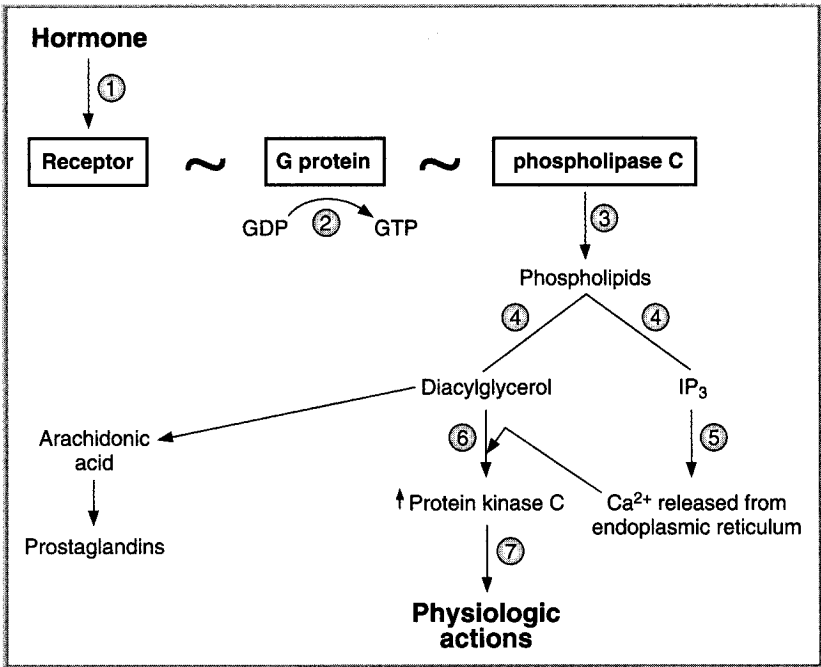 Hormone
1
Receptor ~ G protein ~ phospholipase C
GDP 2 GTP
3
Phospholipids
4 4
Diacylglycerol IP₃
Arachidonic
acid
6 5
↑ Protein kinase C
Ca²⁺ released from
endoplasmic reticulum
Prostaglandins
7
Physiologic
actions